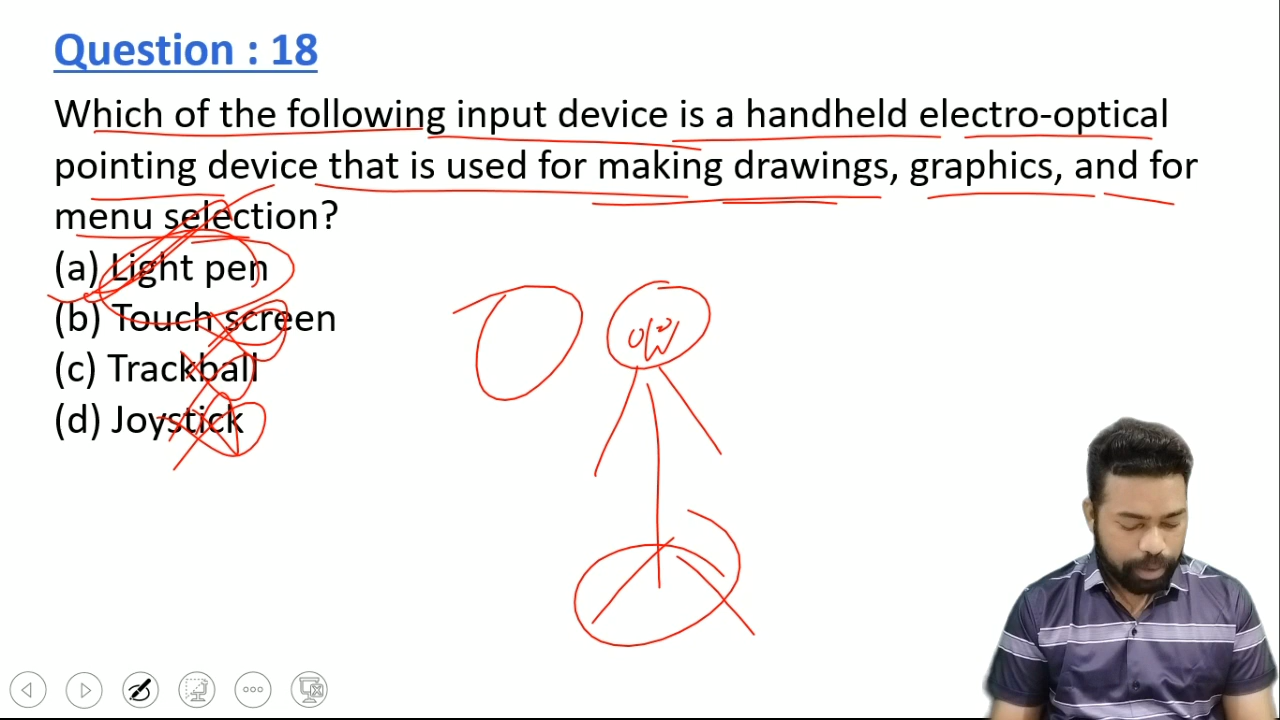 Question : 18
Which of the following input device is a handheld electro-optical
pointing device that is used for making drawings, graphics, and for
menu selection?
(a) Light pen
(b) Touch screen
(c) Trackball
(d) Joystick